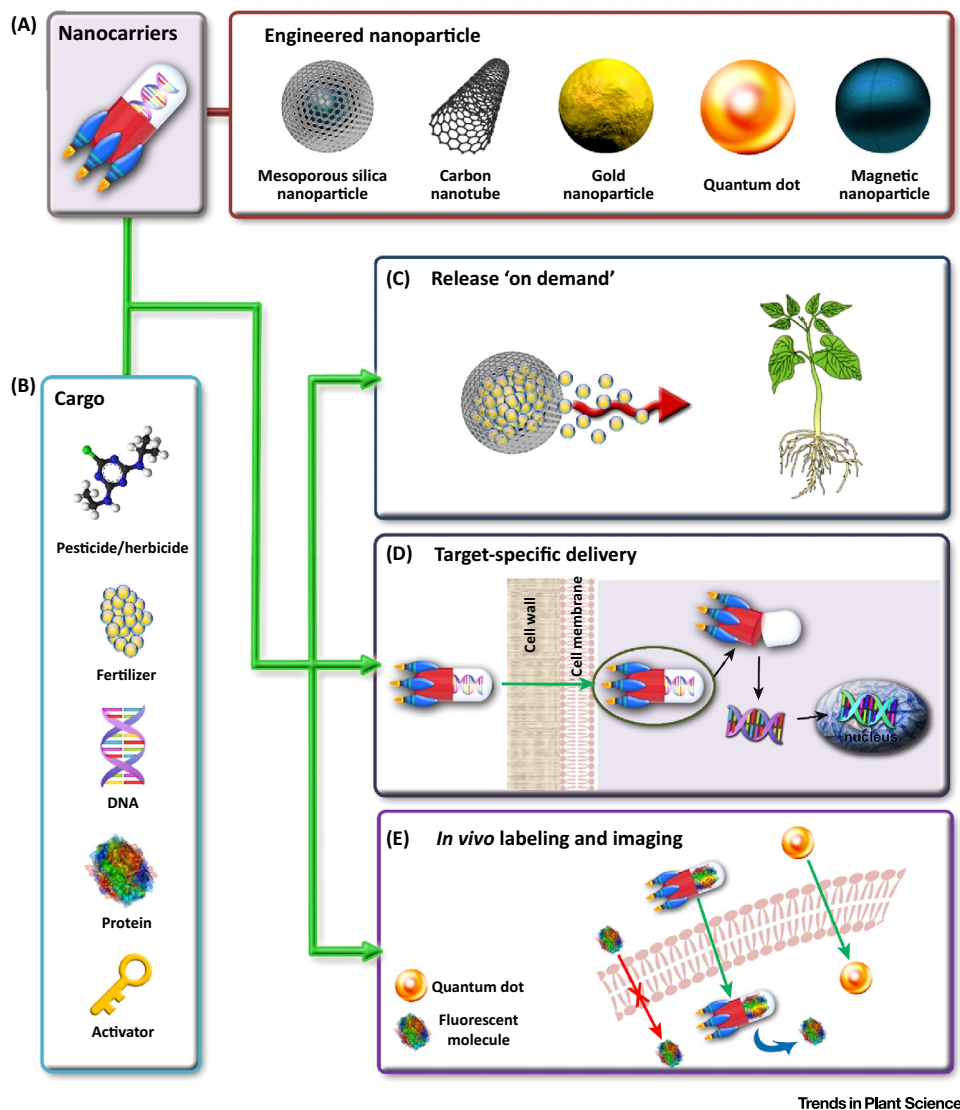 (A)
Nanocarriers
Engineered nanoparticle
Mesoporous silica
nanoparticle
Carbon
nanotube
Gold
nanoparticle
Quantum dot
Magnetic
nanoparticle
(B)
Cargo
Pesticide/herbicide
Fertilizer
DNA
Protein
Activator
(C) Release ‘on demand’
(D) Target-specific delivery
Cell wall
Cell membrane
nucleus
(E) In vivo labeling and imaging
Quantum dot
Fluorescent
molecule
Trends in Plant Science